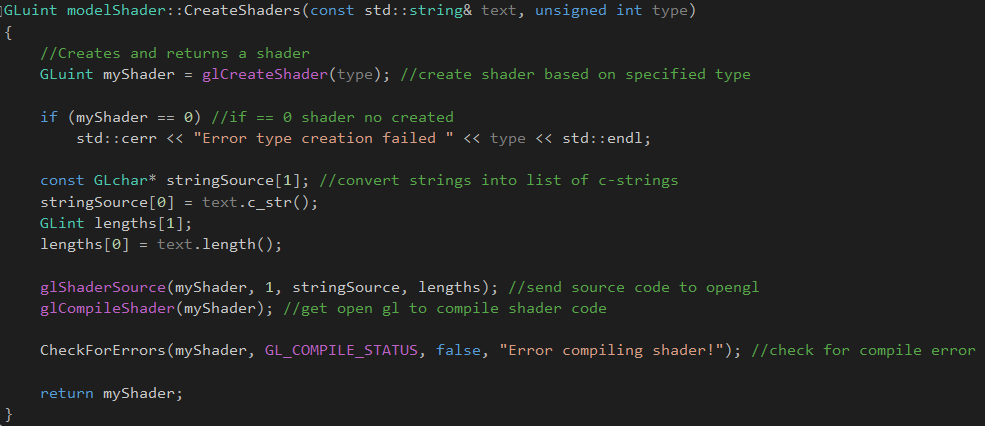 GLuint modelShader::CreateShaders(const std::string& text, unsigned int type)
{
    //Creates and returns a shader
    GLuint myShader = glCreateShader(type); //create shader based on specified type

    if (myShader == 0) //if == 0 shader no created
        std::cerr << "Error type creation failed " << type << std::endl;

    const GLchar* stringSource[1]; //convert strings into list of c-strings
    stringSource[0] = text.c_str();
    GLint lengths[1];
    lengths[0] = text.length();

    glShaderSource(myShader, 1, stringSource, lengths); //send source code to opengl
    glCompileShader(myShader); //get open gl to compile shader code

    CheckForErrors(myShader, GL_COMPILE_STATUS, false, "Error compiling shader!"); //check for compile error

    return myShader;
}